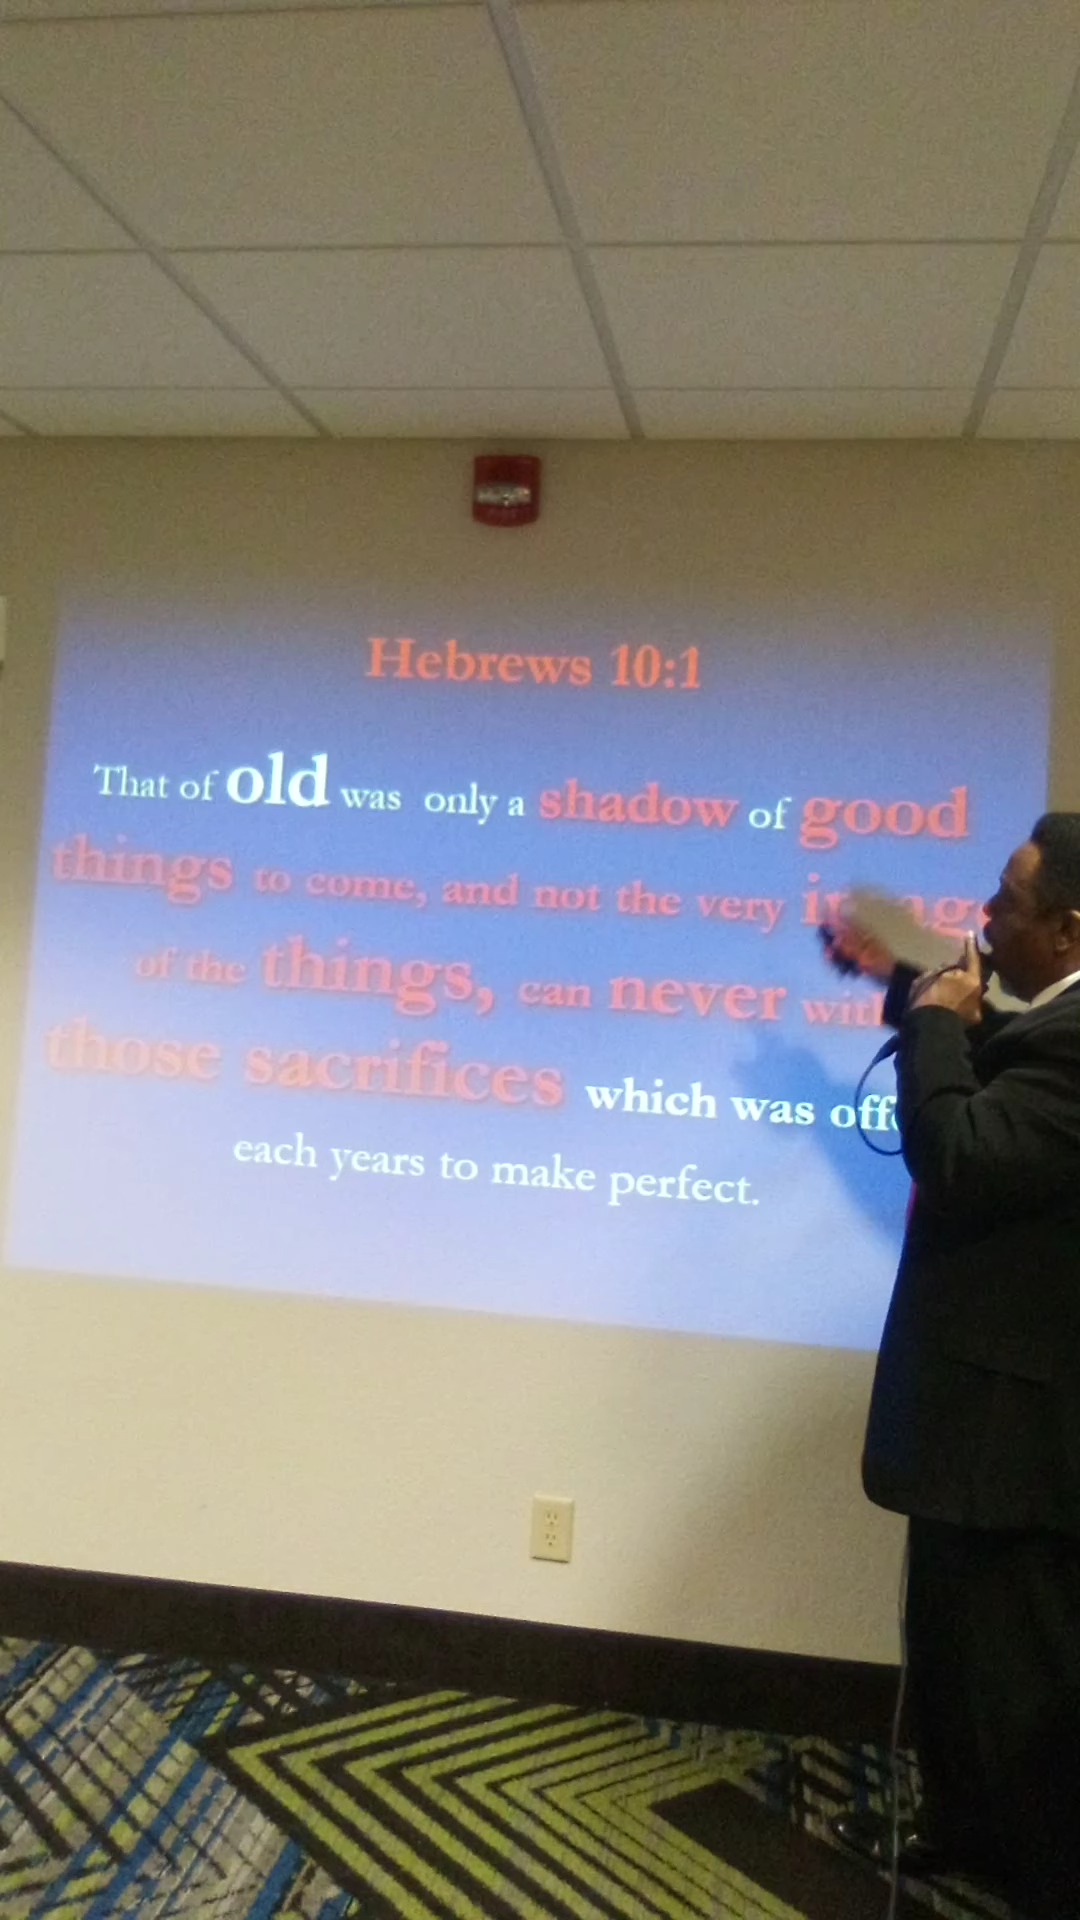 Hebrews 10:1
That of old was only a shadow of good
things to come, and not the very
of the things, can never
those sacrifices which was
each years to make perfect.